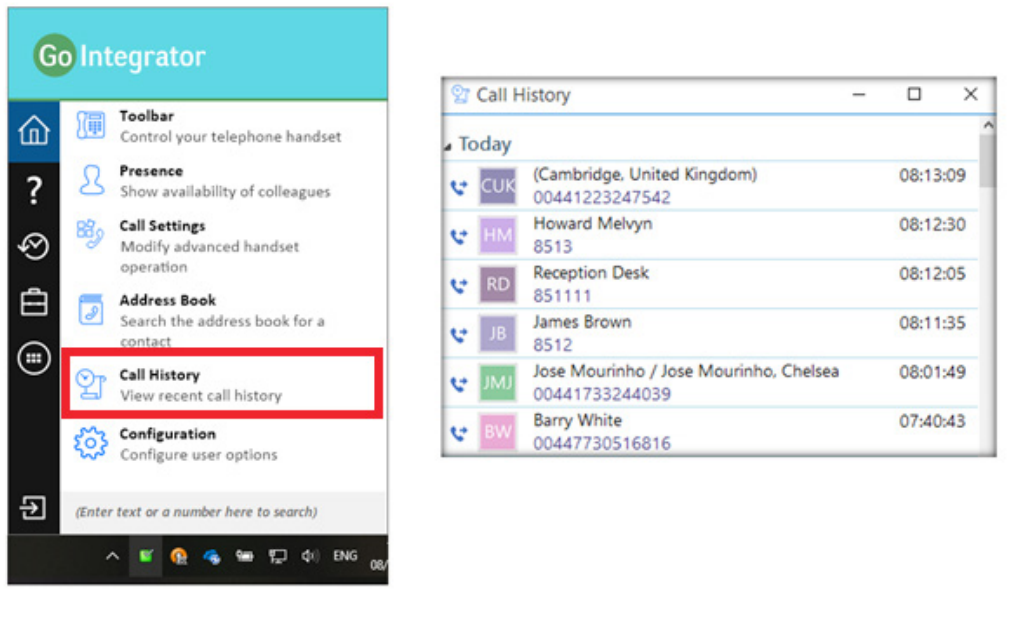 Go Integrator
Toolbar
Control your telephone handset
?
Presence
Show availability of colleagues
Call Settings
Modify advanced handset
operation
Address Book
Search the address book for a
contact
Call History
View recent call history
Configuration
Configure user options
(Enter text or a number here to search)
ENG
08/
Call History
Today
CUK
(Cambridge, United Kingdom)
08:13:09
00441223247542
HM
Howard Melvyn
08:12:30
8513
RD
Reception Desk
08:12:05
851111
JB
James Brown
08:11:35
8512
JMJ
Jose Mourinho / Jose Mourinho, Chelsea
08:01:49
00441733244039
BW
Barry White
07:40:43
00447730516816